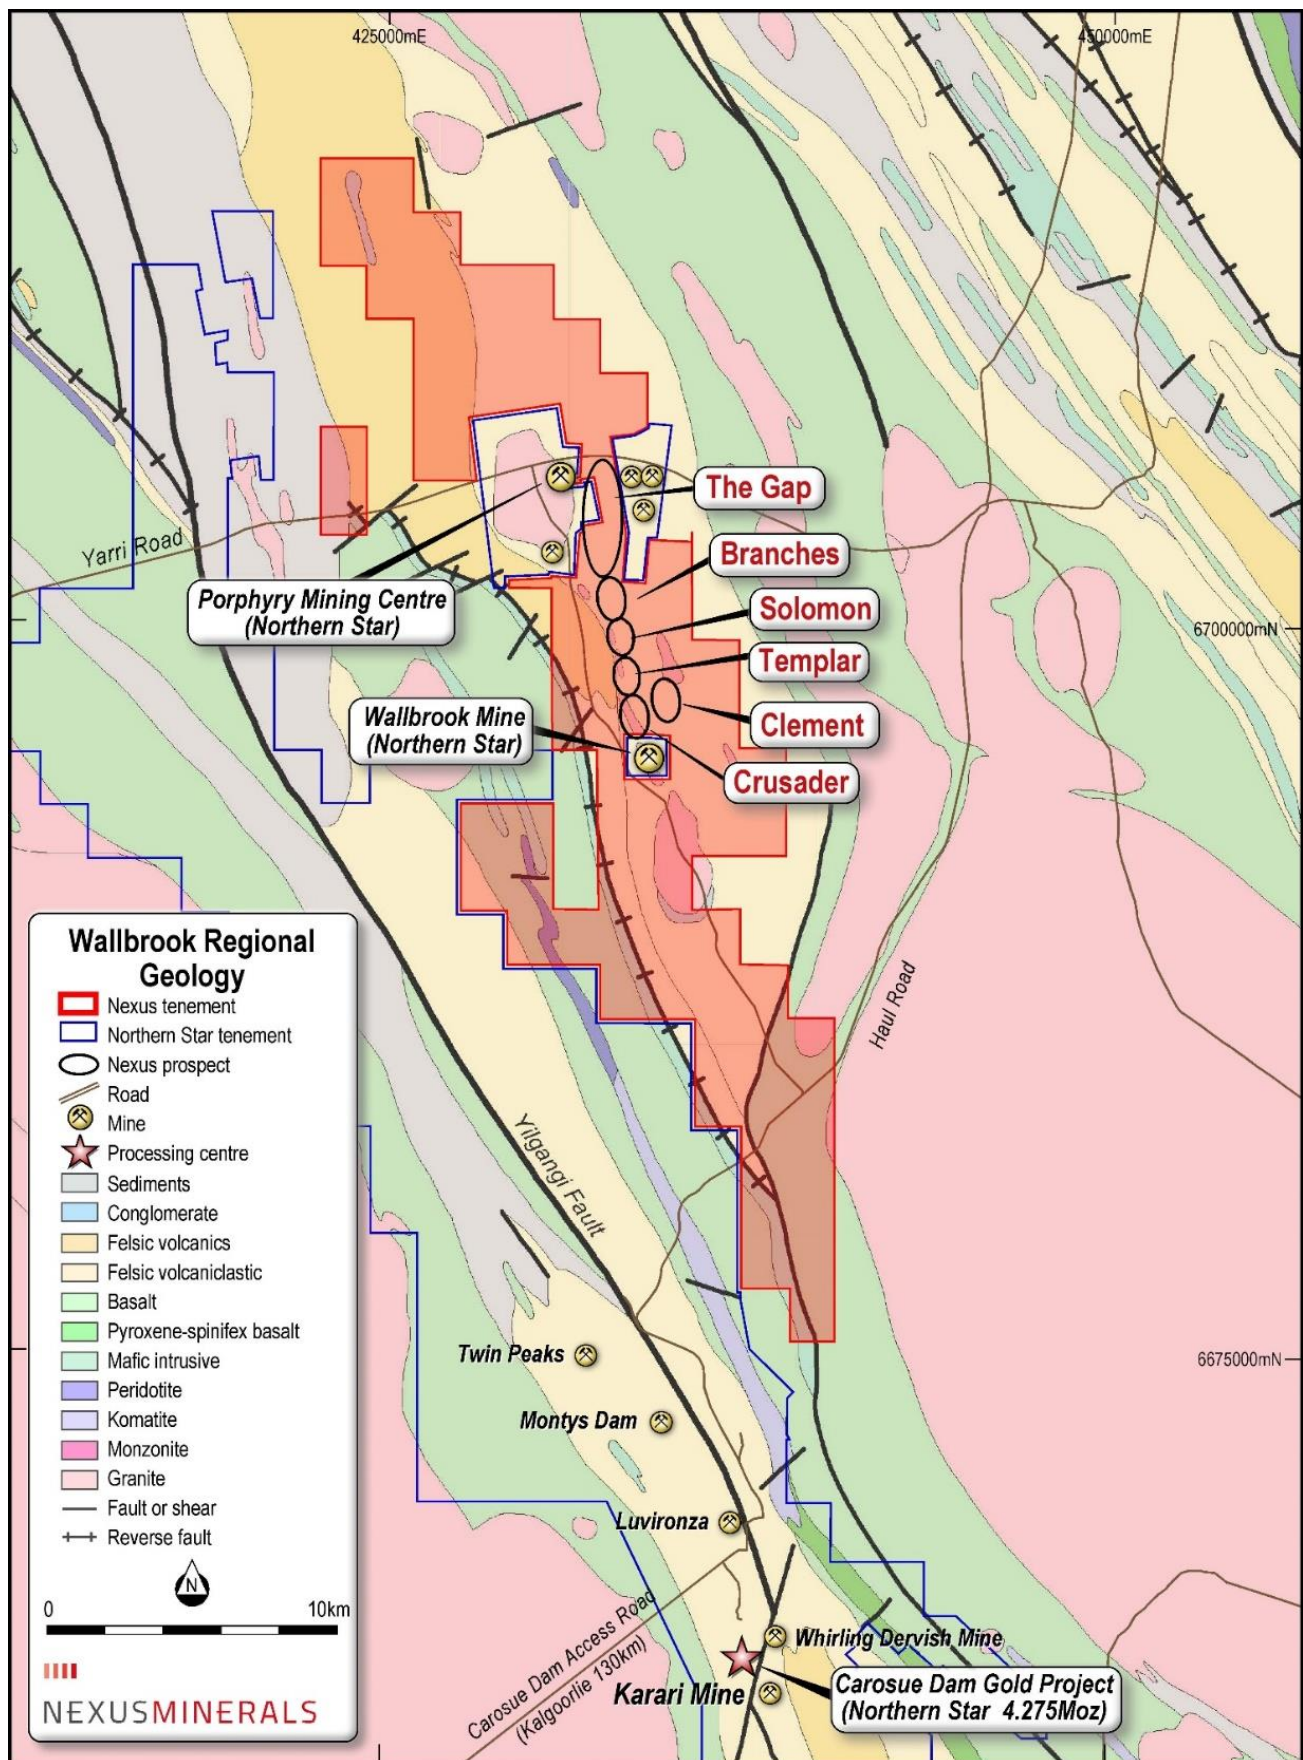 425000mE
450000mE
The Gap
Branches
Yarri Road
Porphyry Mining Centre
(Northern Star)
Solomon
6700000mN
Templar
Wallbrook Mine
(Northern Star)
Clement
Crusader
Haul Road
Yilgangi Fault
Wallbrook Regional
Geology
Nexus tenement
Northern Star tenement
Nexus prospect
Road
Mine
Processing centre
Sediments
Conglomerate
Felsic volcanics
Felsic volcaniclastic
Basalt
Pyroxene-spinifex basalt
Mafic intrusive
Peridotite
Komatite
Monzonite
Granite
Fault or shear
Reverse fault
N
0 10km
NEXUSMINERALS
Twin Peaks
6675000mN
Montys Dam
Luvironza
Carosue Dam Access Road
(Kalgoorlie 130km)
Whirling Dervish Mine
Karari Mine
Carosue Dam Gold Project
(Northern Star 4.275Moz)